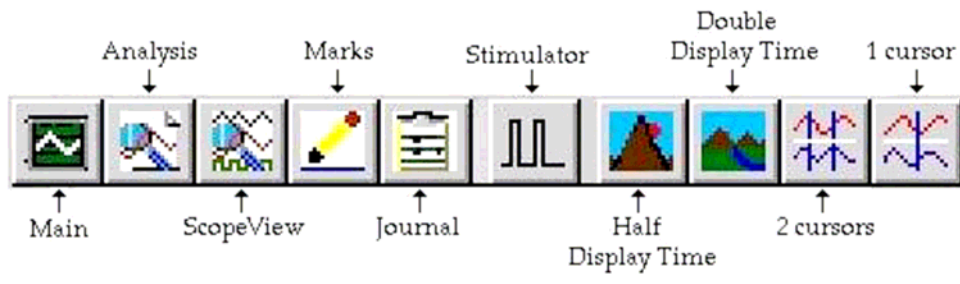 Double
Analysis Marks Stimulator Display Time 1 cursor
Main ScopeView Journal Half 2 cursors
Display Time